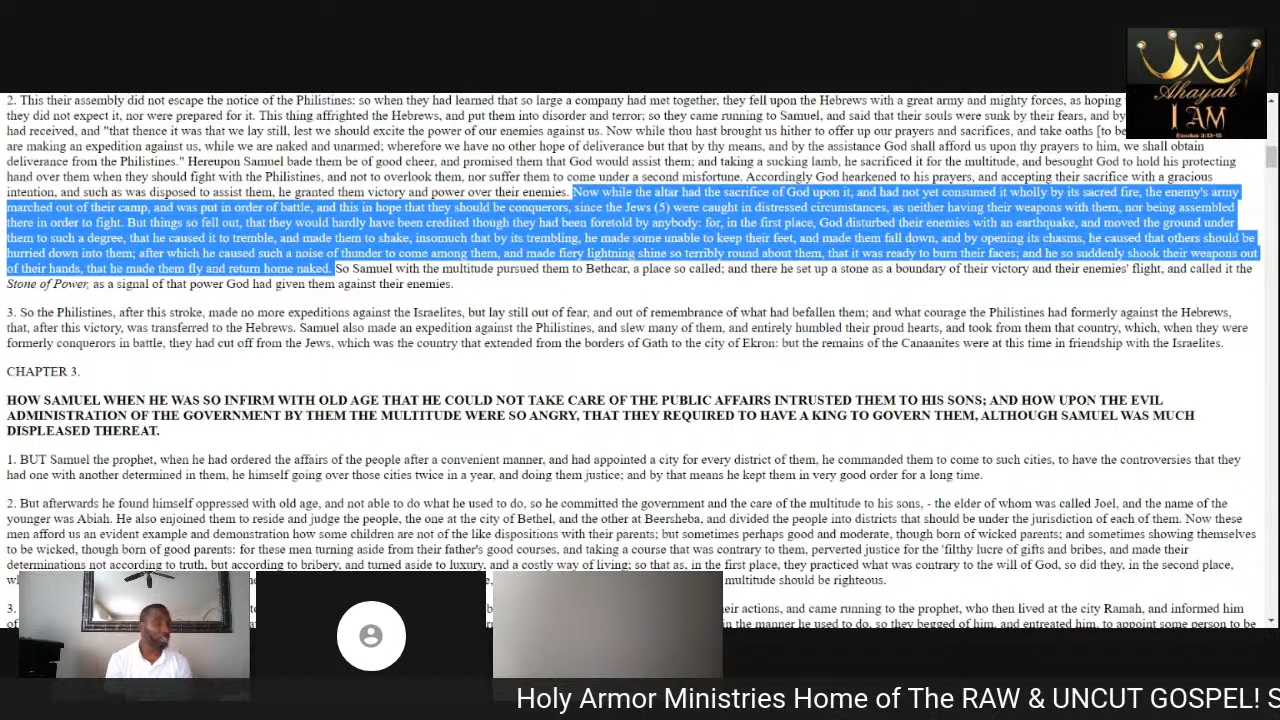 Ahayah
I AM
Exodus 3:13-15
2. This their assembly did not escape the notice of the Philistines: so when they had learned that so large a company had met together, they fell upon the Hebrews with a great army and mighty forces, as hoping
they did not expect it, nor were prepared for it. This thing affrighted the Hebrews, and put them into disorder and terror; so they came running to Samuel, and said that their souls were sunk by their fears, and by
had received, and "that thence it was that we lay still, lest we should excite the power of our enemies against us. Now while thou hast brought us hither to offer up our prayers and sacrifices, and take oaths [to be
are making an expedition against us, while we are naked and unarmed; wherefore we have no other hope of deliverance but that by thy means, and by the assistance God shall afford us upon thy prayers to him, we shall obtain
deliverance from the Philistines." Hereupon Samuel bade them be of good cheer, and promised them that God would assist them; and taking a sucking lamb, he sacrificed it for the multitude, and besought God to hold his protecting
hand over them when they should fight with the Philistines, and not to overlook them, nor suffer them to come under a second misfortune. Accordingly God hearkened to his prayers, and accepting their sacrifice with a gracious
intention, and such as was disposed to assist them, he granted them victory and power over their enemies. Now while the altar had the sacrifice of God upon it, and had not yet consumed it wholly by its sacred fire, the enemy's army
marched out of their camp, and was put in order of battle, and this in hope that they should be conquerors, since the Jews (5) were caught in distressed circumstances, as neither having their weapons with them, nor being assembled
there in order to fight. But things so fell out, that they would hardly have been credited though they had been foretold by anybody: for, in the first place, God disturbed their enemies with an earthquake, and moved the ground under
them to such a degree, that he caused it to tremble, and made them to shake, insomuch that by its trembling, he made some unable to keep their feet, and made them fall down, and by opening its chasms, he caused that others should be
hurried down into them; after which he caused such a noise of thunder to come among them, and made fiery lightning shine so terribly round about them, that it was ready to burn their faces; and he so suddenly shook their weapons out
of their hands, that he made them fly and return home naked. So Samuel with the multitude pursued them to Bethcar, a place so called; and there he set up a stone as a boundary of their victory and their enemies' flight, and called it the
Stone of Power, as a signal of that power God had given them against their enemies.
3. So the Philistines, after this stroke, made no more expeditions against the Israelites, but lay still out of fear, and out of remembrance of what had befallen them; and what courage the Philistines had formerly against the Hebrews,
that, after this victory, was transferred to the Hebrews. Samuel also made an expedition against the Philistines, and slew many of them, and entirely humbled their proud hearts, and took from them that country, which, when they were
formerly conquerors in battle, they had cut off from the Jews, which was the country that extended from the borders of Gath to the city of Ekron: but the remains of the Canaanites were at this time in friendship with the Israelites.
CHAPTER 3.
HOW SAMUEL WHEN HE WAS SO INFIRM WITH OLD AGE THAT HE COULD NOT TAKE CARE OF THE PUBLIC AFFAIRS INTRUSTED THEM TO HIS SONS; AND HOW UPON THE EVIL
ADMINISTRATION OF THE GOVERNMENT BY THEM THE MULTITUDE WERE SO ANGRY, THAT THEY REQUIRED TO HAVE A KING TO GOVERN THEM, ALTHOUGH SAMUEL WAS MUCH
DISPLEASED THEREAT.
1. BUT Samuel the prophet, when he had ordered the affairs of the people after a convenient manner, and had appointed a city for every district of them, he commanded them to come to such cities, to have the controversies that they
had one with another determined in them, he himself going over those cities twice in a year, and doing them justice; and by that means he kept them in very good order for a long time.
2. But afterwards he found himself oppressed with old age, and not able to do what he used to do, so he committed the government and the care of the multitude to his sons, - the elder of whom was called Joel, and the name of the
younger was Abiah. He also enjoined them to reside and judge the people, the one at the city of Bethel, and the other at Beersheba, and divided the people into districts that should be under the jurisdiction of each of them. Now these
men afford us an evident example and demonstration how some children are not of the like dispositions with their parents; but sometimes perhaps good and moderate, though born of wicked parents; and sometimes showing themselves
to be wicked, though born of good parents: for these men turning aside from their father's good courses, and taking a course that was contrary to them, perverted justice for the 'filthy lucre of gifts and bribes, and made their
determinations not according to truth, but according to bribery, and turned aside to luxury, and a costly way of living; so that as, in the first place, they practiced what was contrary to the will of God, so did they, in the second place,
multitude should be righteous.
3. their actions, and came running to the prophet, who then lived at the city Ramah, and informed him
in the manner he used to do, so they begged of him, and entreated him, to appoint some person to be
Holy Armor Ministries Home of The RAW & UNCUT GOSPEL! S